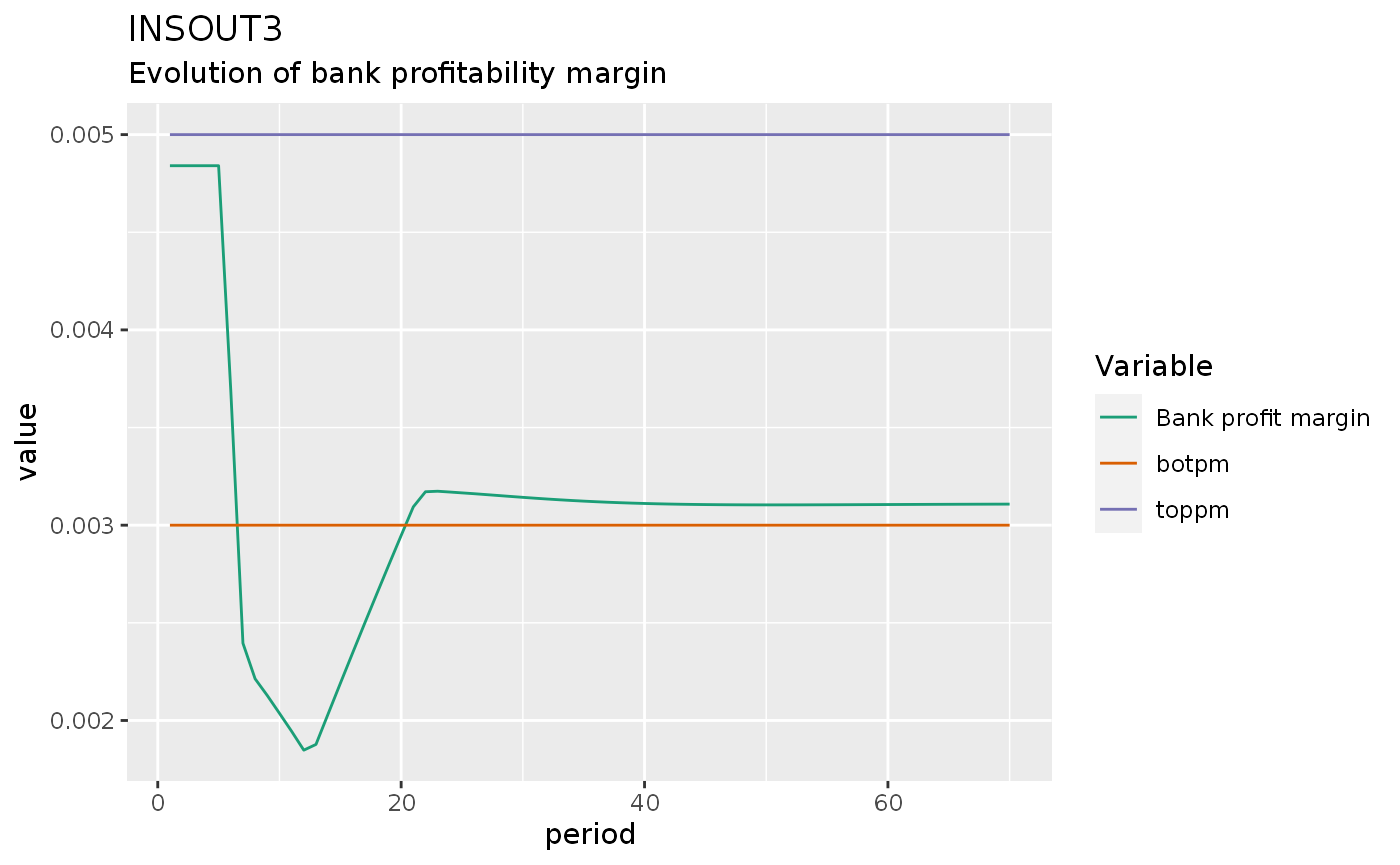 INSOUT3
Evolution of bank profitability margin
0.005
0.004
0.003
0.002
value
0 20 40 60
period
Variable
Bank profit margin
botpm
toppm